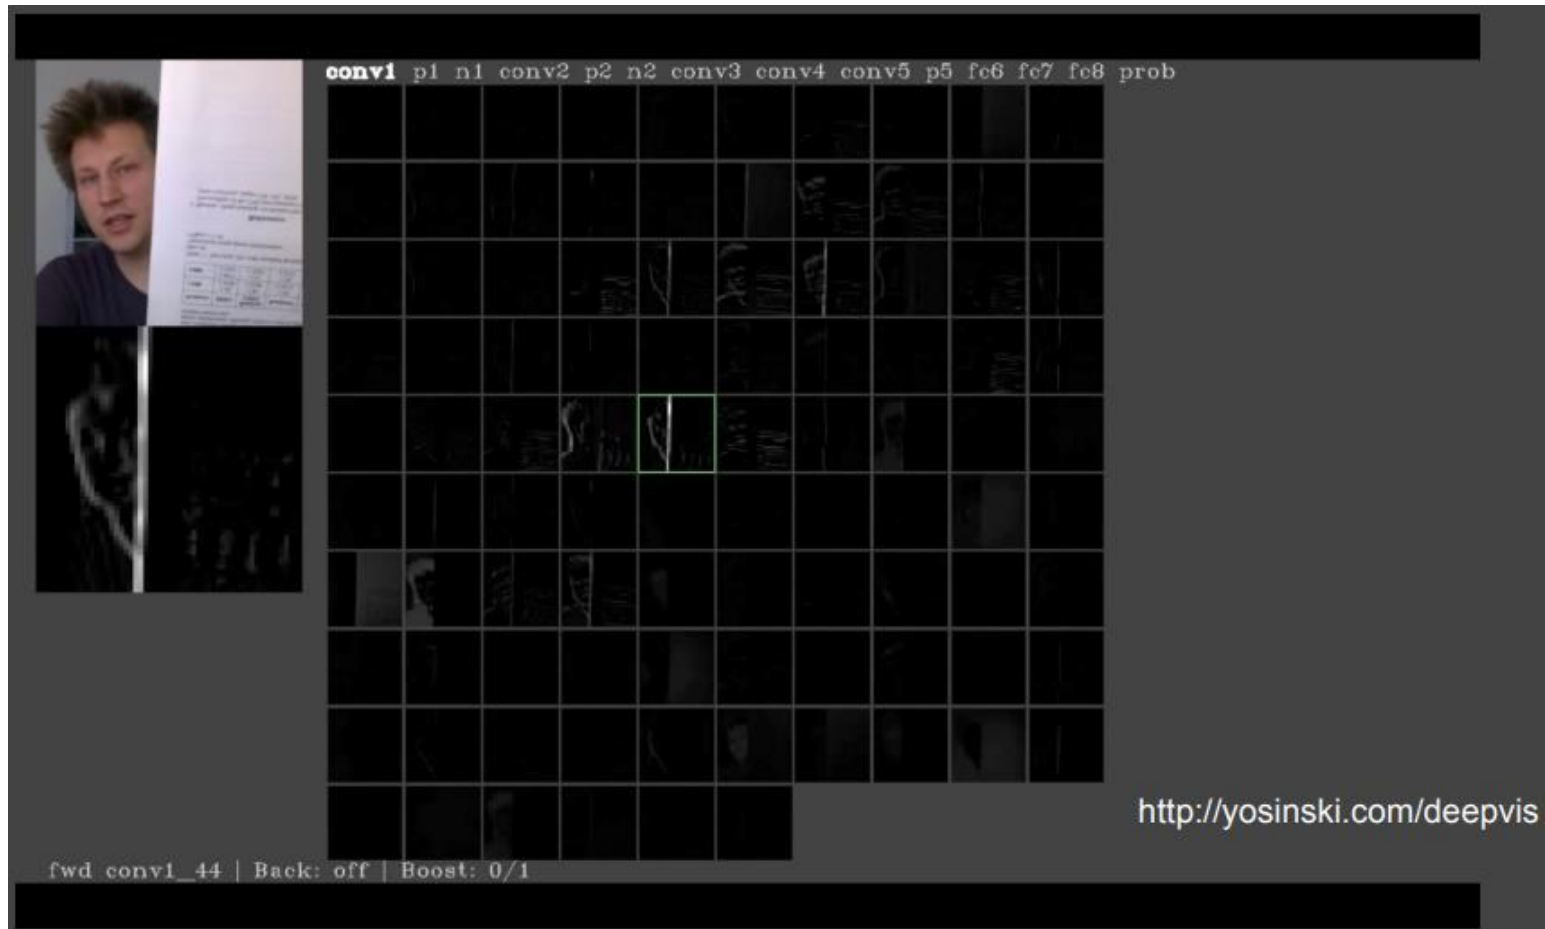 conv1 p1 n1 conv2 p2 n2 conv3 conv4 conv5 p5 fc6 fc7 fc8 prob
http://yosinski.com/deepvis
fwd conv1_44 | Back: off | Boost: 0/1